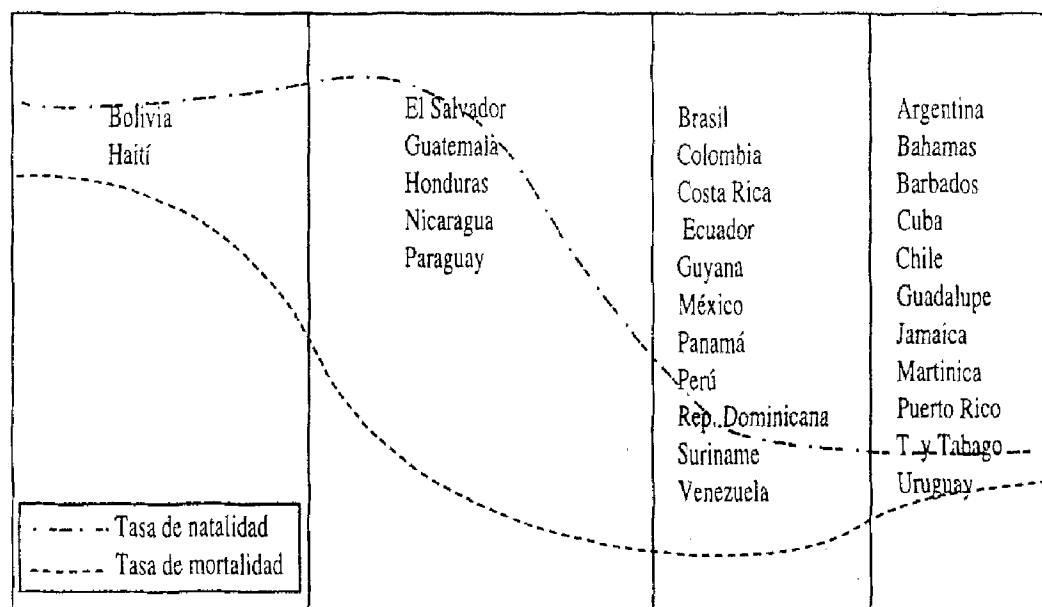 Bolivia
Haití
El Salvador
Guatemala
Honduras
Nicaragua
Paraguay
Brasil
Colombia
Costa Rica
Ecuador
Guyana
México
Panamá
Perú
Rep. Dominicana
Suriname
Venezuela
Argentina
Bahamas
Barbados
Cuba
Chile
Guadalupe
Jamaica
Martinica
Puerto Rico
T. y Tabago
Uruguay
Tasa de natalidad
Tasa de mortalidad